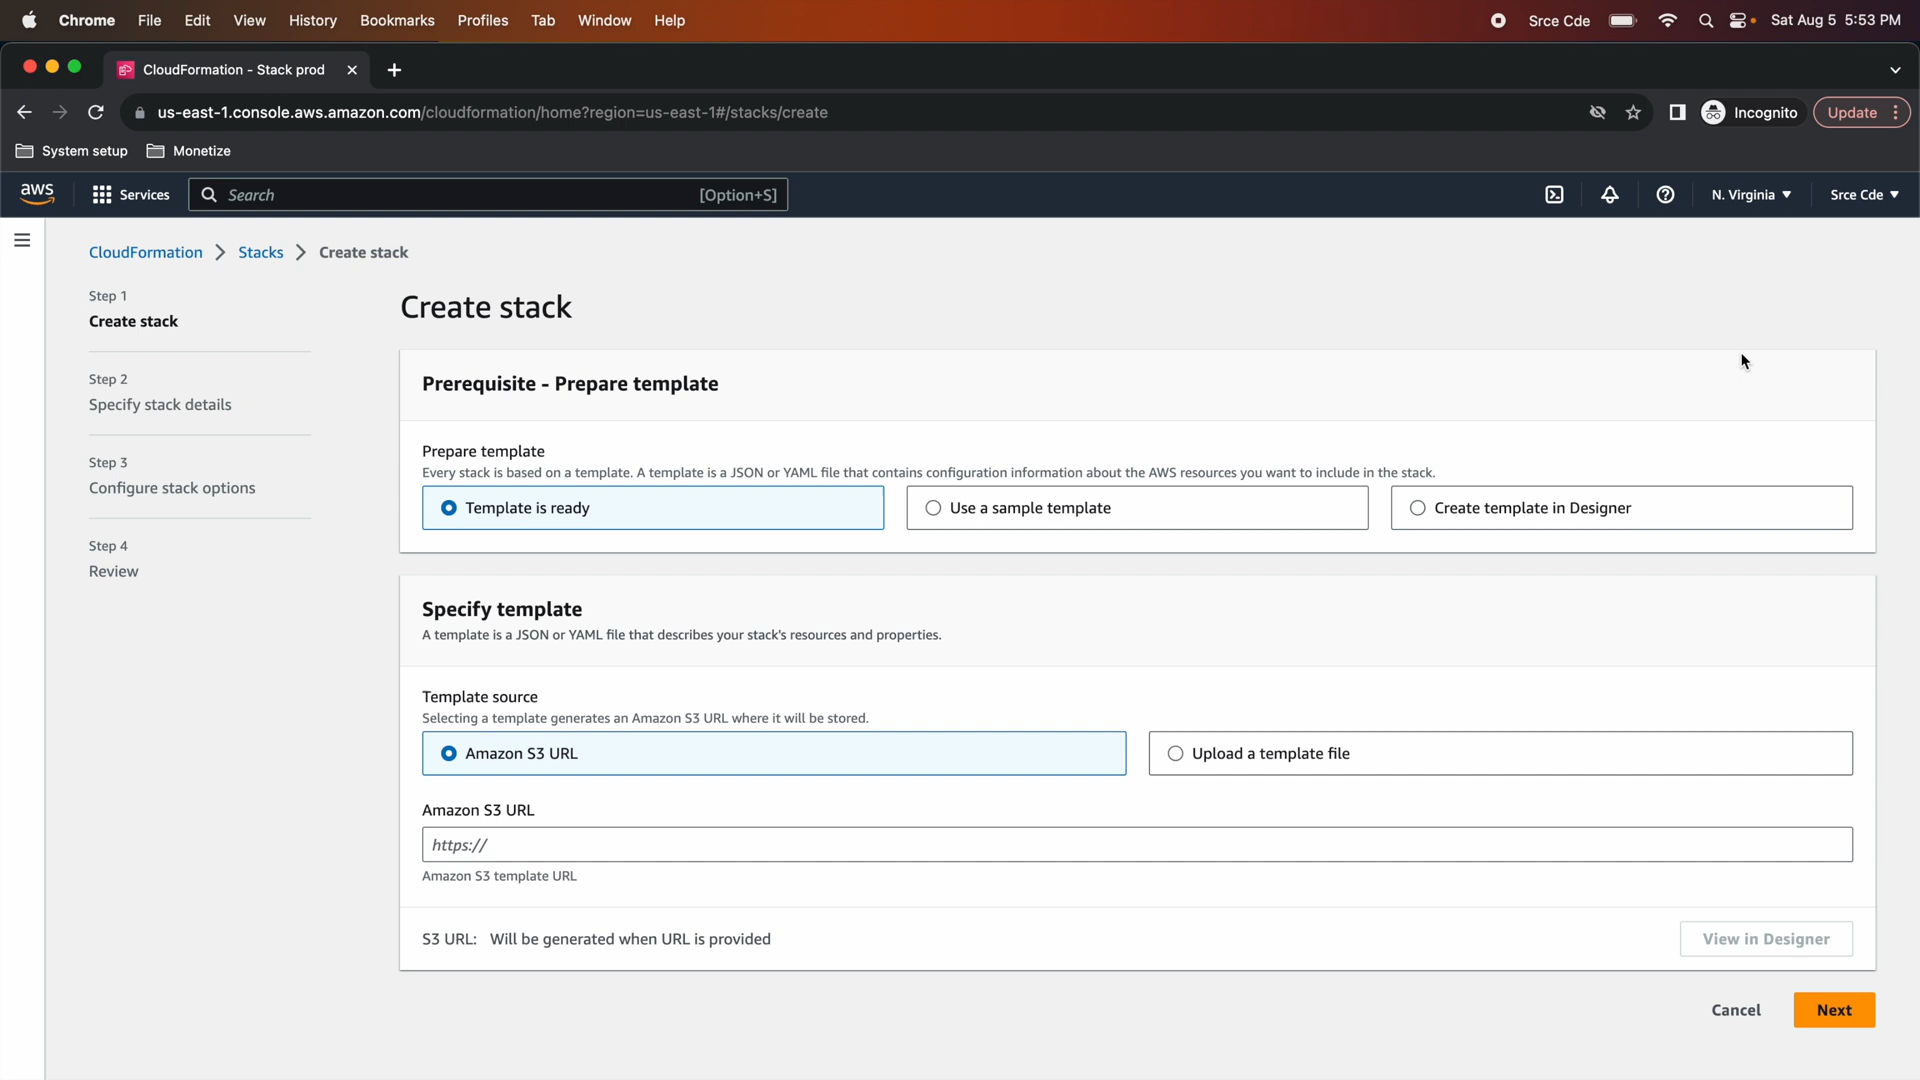 Chrome File Edit View History Bookmarks Profiles Tab Window Help Srce Cde Sat Aug 5 5:53 PM
CloudFormation - Stack prod
us-east-1.console.aws.amazon.com/cloudformation/home?region=us-east-1#/stacks/create Incognito Update
System setup Monetize
aws Services Search [Option+S] N. Virginia Srce Cde
CloudFormation Stacks Create stack
Step 1
Create stack
Step 2
Specify stack details
Step 3
Configure stack options
Step 4
Review
Create stack
Prerequisite - Prepare template
Prepare template
Every stack is based on a template. A template is a JSON or YAML file that contains configuration information about the AWS resources you want to include in the stack.
Template is ready Use a sample template Create template in Designer
Specify template
A template is a JSON or YAML file that describes your stack's resources and properties.
Template source
Selecting a template generates an Amazon S3 URL where it will be stored.
Amazon S3 URL Upload a template file
Amazon S3 URL
https://
Amazon S3 template URL
S3 URL: Will be generated when URL is provided View in Designer
Cancel Next